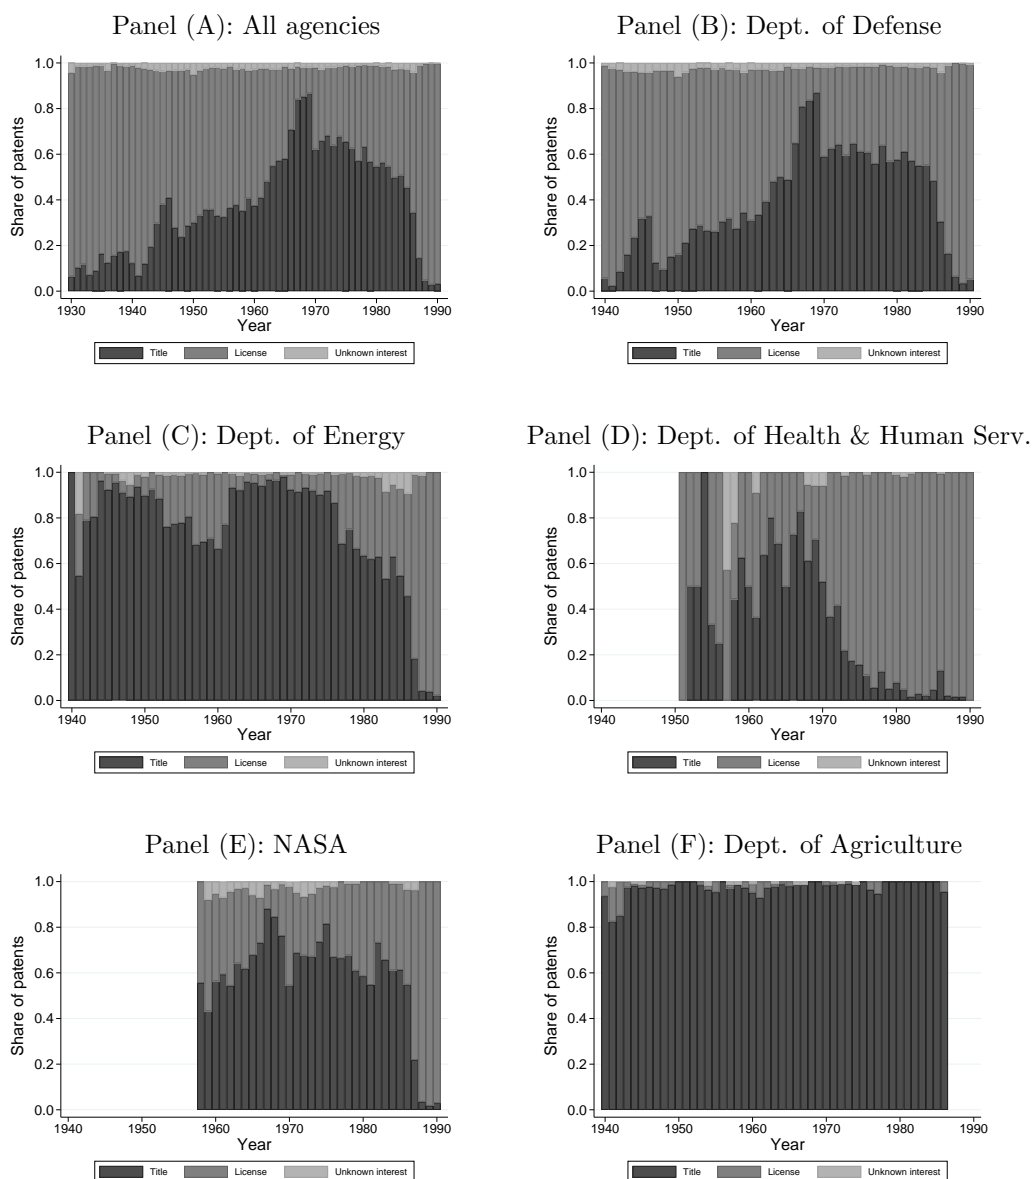 Panel (A): All agencies
Share of patents
1.0
0.8
0.6
0.4
0.2
0.0
1930 1940 1950 1960 1970 1980 1990
Year
Title License Unknown interest
Panel (B): Dept. of Defense
Share of patents
1.0
0.8
0.6
0.4
0.2
0.0
1940 1950 1960 1970 1980 1990
Year
Title License Unknown interest
Panel (C): Dept. of Energy
Share of patents
1.0
0.8
0.6
0.4
0.2
0.0
1940 1950 1960 1970 1980 1990
Year
Title License Unknown interest
Panel (D): Dept. of Health & Human Serv.
Share of patents
1.0
0.8
0.6
0.4
0.2
0.0
1940 1950 1960 1970 1980 1990
Year
Title License Unknown interest
Panel (E): NASA
Share of patents
1.0
0.8
0.6
0.4
0.2
0.0
1940 1950 1960 1970 1980 1990
Year
Title License Unknown interest
Panel (F): Dept. of Agriculture
Share of patents
1.0
0.8
0.6
0.4
0.2
0.0
1940 1950 1960 1970 1980 1990
Year
Title License Unknown interest